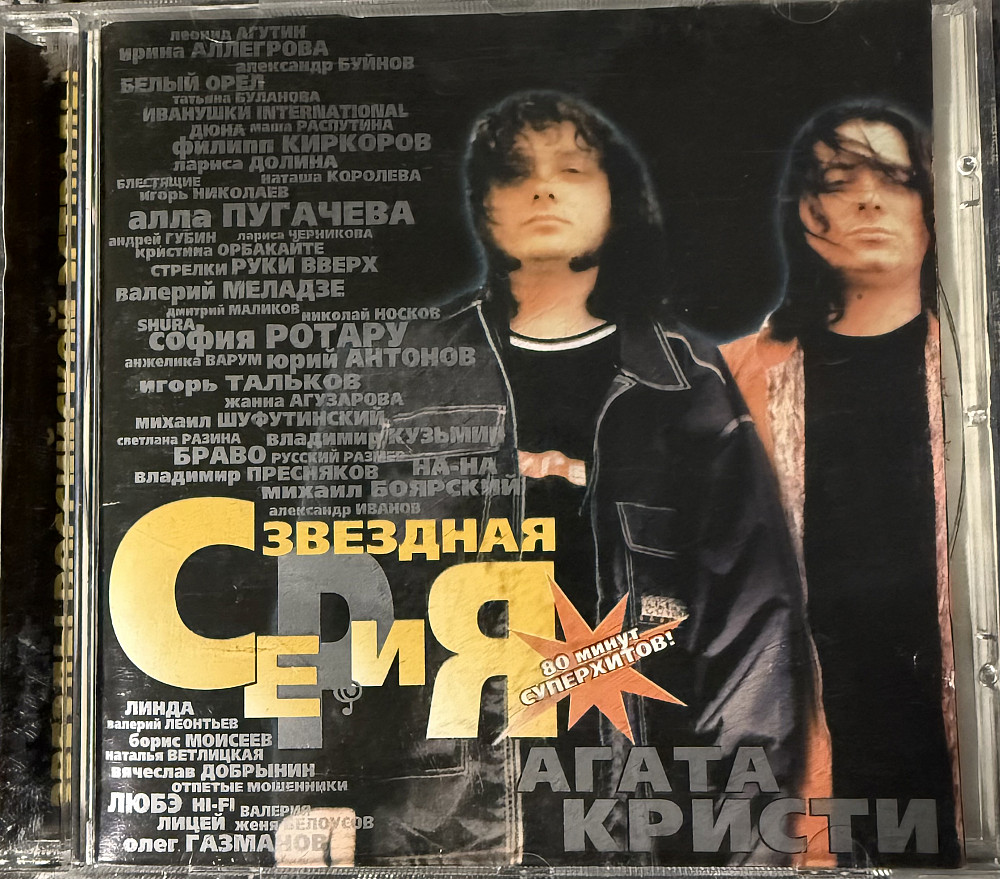 леонид АГУТИН
ирина АЛЛЕГРОВА
александр БУЙНОВ
БЕЛЫЙ ОРЕЛ
татьяна БУЛАНОВА
ИВАНУШКИ INTERNATIONAL
ДЮНА маша РАСПУТИНА
филипп КИРКОРОВ
лариса ДОЛИНА
БЛЕСТЯЩИЕ наташа КОРОЛЕВА
игорь НИКОЛАЕВ
алла ПУГАЧЕВА
андрей ГУБИН лариса ЧЕРНИКОВА
кристина ОРБАКАЙТЕ
СТРЕЛКИ РУКИ ВВЕРХ
валерий МЕЛАДЗЕ
дмитрий МАЛИКОВ николай НОСКОВ
SHURA
софия РОТАРУ
анжелика ВАРУМ юрий АНТОНОВ
игорь ТАЛЬКОВ
жанна АГУЗАРОВА
михаил ШУФУТИНСКИЙ
светлана РАЗИНА владимир КУЗЬМИН
БРАВО РУССКИЙ РАЗМЕР НА-НА
владимир ПРЕСНЯКОВ
михаил БОЯРСКИЙ
александр ИВАНОВ
ЗВЕЗДНАЯ
СЕРИЯ
80 минут
СУПЕРХИТОВ!
ЛИНДА
валерий ЛЕОНТЬЕВ
борис МОИСЕЕВ
наталья ВЕТЛИЦКАЯ
вячеслав ДОБРЫНИН
ОТПЕТЫЕ МОШЕННИКИ
ЛЮБЭ HI-FI ВАЛЕРИЯ
ЛИЦЕЙ женя БЕЛОУСОВ
олег ГАЗМАНОВ
АГАТА
КРИСТИ